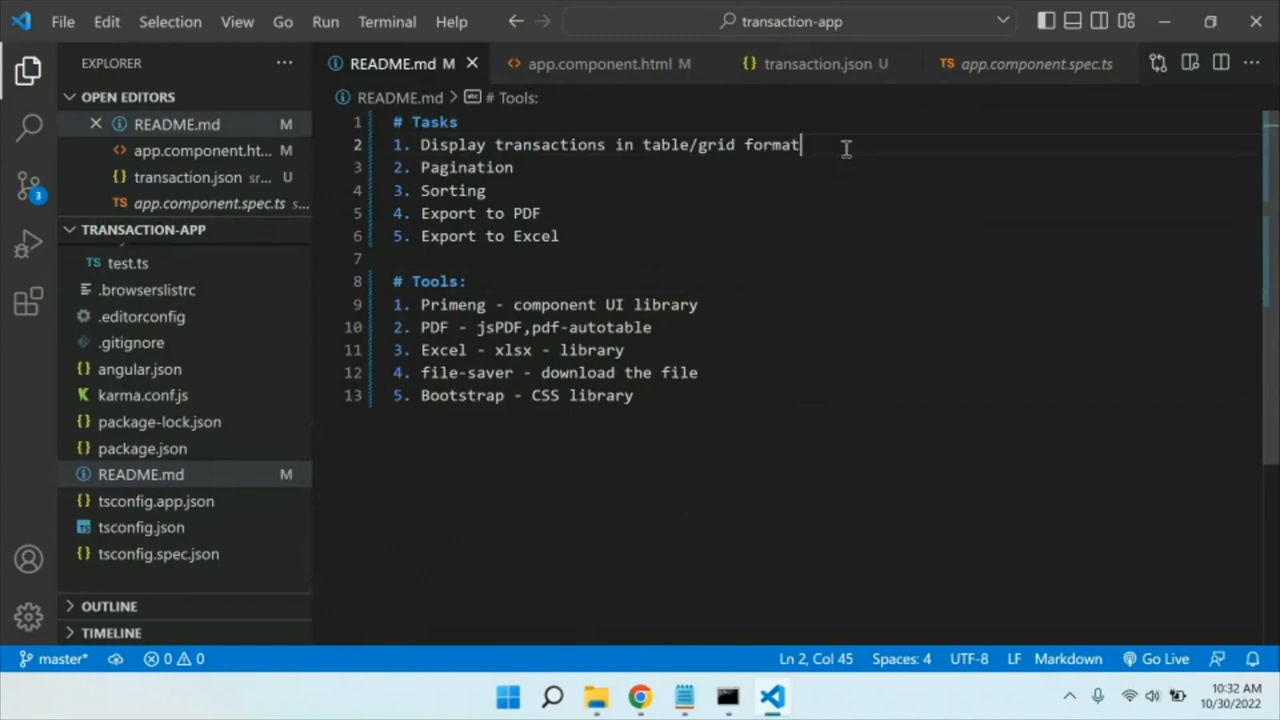 File Edit Selection View Go Run Terminal Help
transaction-app
EXPLORER
OPEN EDITORS
README.md M
app.component.ht... M
transaction.json sr... U
TS app.component.spec.ts s...
TRANSACTION-APP
TS test.ts
.browserslistrc
.editorconfig
.gitignore
angular.json
karma.conf.js
package-lock.json
package.json
README.md M
tsconfig.app.json
tsconfig.json
tsconfig.spec.json
OUTLINE
TIMELINE
README.md M
app.component.html M
transaction.json U
TS app.component.spec.ts
README.md > # Tools:
1 # Tasks
2 1. Display transactions in table/grid format
3 2. Pagination
4 3. Sorting
5 4. Export to PDF
6 5. Export to Excel
7
8 # Tools:
9 1. Primeng - component UI library
10 2. PDF - jsPDF,pdf-autotable
11 3. Excel - xlsx - library
12 4. file-saver - download the file
13 5. Bootstrap - CSS library
3
master* 0 0 Ln 2, Col 45 Spaces: 4 UTF-8 LF Markdown Go Live
10:32 AM
10/30/2022